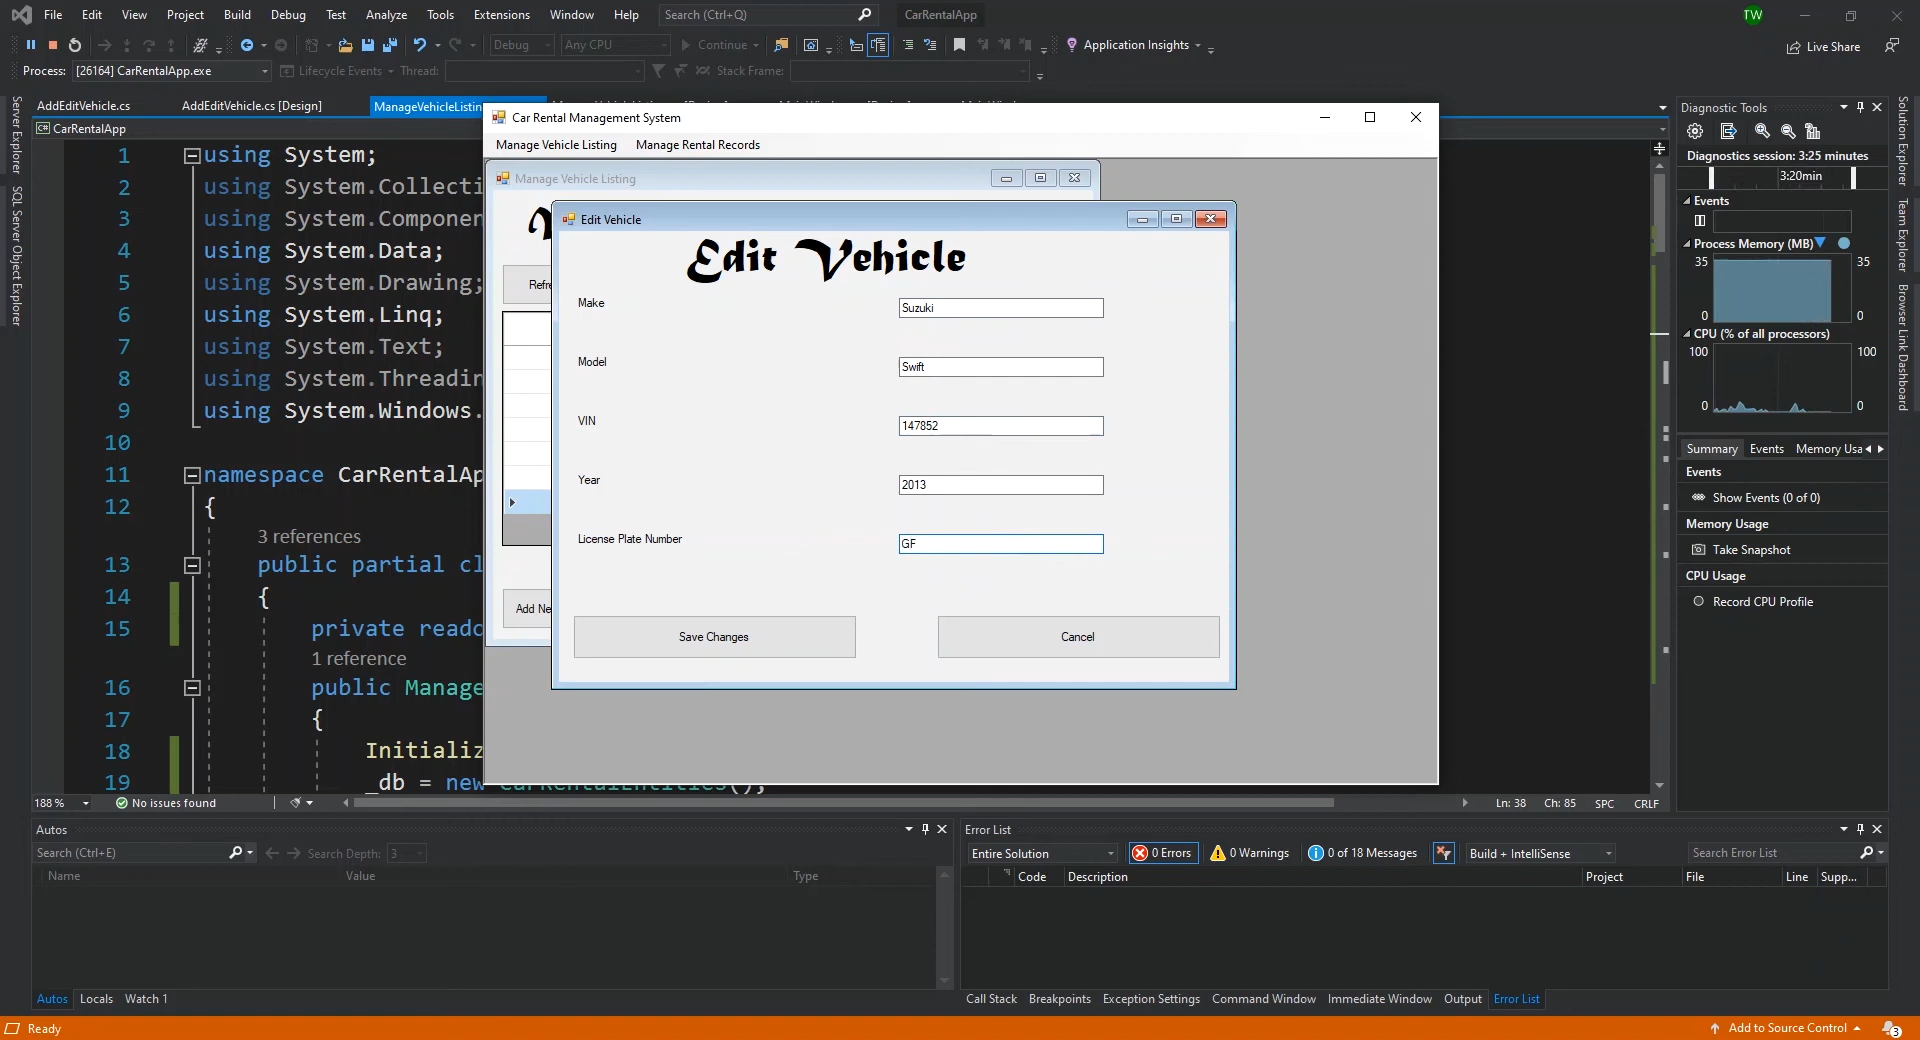 File Edit View Project Build Debug Test Analyze Tools Extensions Window Help Search (Ctrl+Q) CarRentalApp TW
Debug Any CPU Continue Application Insights Live Share
Process: [26164] CarRentalApp.exe Lifecycle Events Thread: Stack Frame:
AddEditVehicle.cs AddEditVehicle.cs [Design] ManageVehicleListin
CarRentalApp
Server Explorer
SQL Server Object Explorer
1 using System;
2 using System.Collecti
3 using System.Componen
4 using System.Data;
5 using System.Drawing;
6 using System.Linq;
7 using System.Text;
8 using System.Threadin
9 using System.Windows.
10
11 namespace CarRentalAp
12 {
3 references
13 public partial cl
14 {
15 private reado
1 reference
16 public Manage
17 {
18 Initializ
19 _db = new CarRentalEntities();
188 % No issues found Ln: 38 Ch: 85 SPC CRLF
Car Rental Management System
Manage Vehicle Listing Manage Rental Records
Manage Vehicle Listing
Refre
Add Ne
Edit Vehicle
Edit Vehicle
Make Suzuki
Model Swift
VIN 147852
Year 2013
License Plate Number GF
Save Changes Cancel
Diagnostic Tools
Diagnostics session: 3:25 minutes
3:20min
Events
Process Memory (MB)
35 35
0 0
CPU (% of all processors)
100 100
0 0
Summary Events Memory Usa
Events
Show Events (0 of 0)
Memory Usage
Take Snapshot
CPU Usage
Record CPU Profile
Solution Explorer
Team Explorer
Browser Link Dashboard
Autos
Search (Ctrl+E) Search Depth: 3
Name Value Type
Autos Locals Watch 1
Error List
Entire Solution 0 Errors 0 Warnings 0 of 18 Messages Build + IntelliSense Search Error List
Code Description Project File Line Supp...
Call Stack Breakpoints Exception Settings Command Window Immediate Window Output Error List
Ready Add to Source Control 3